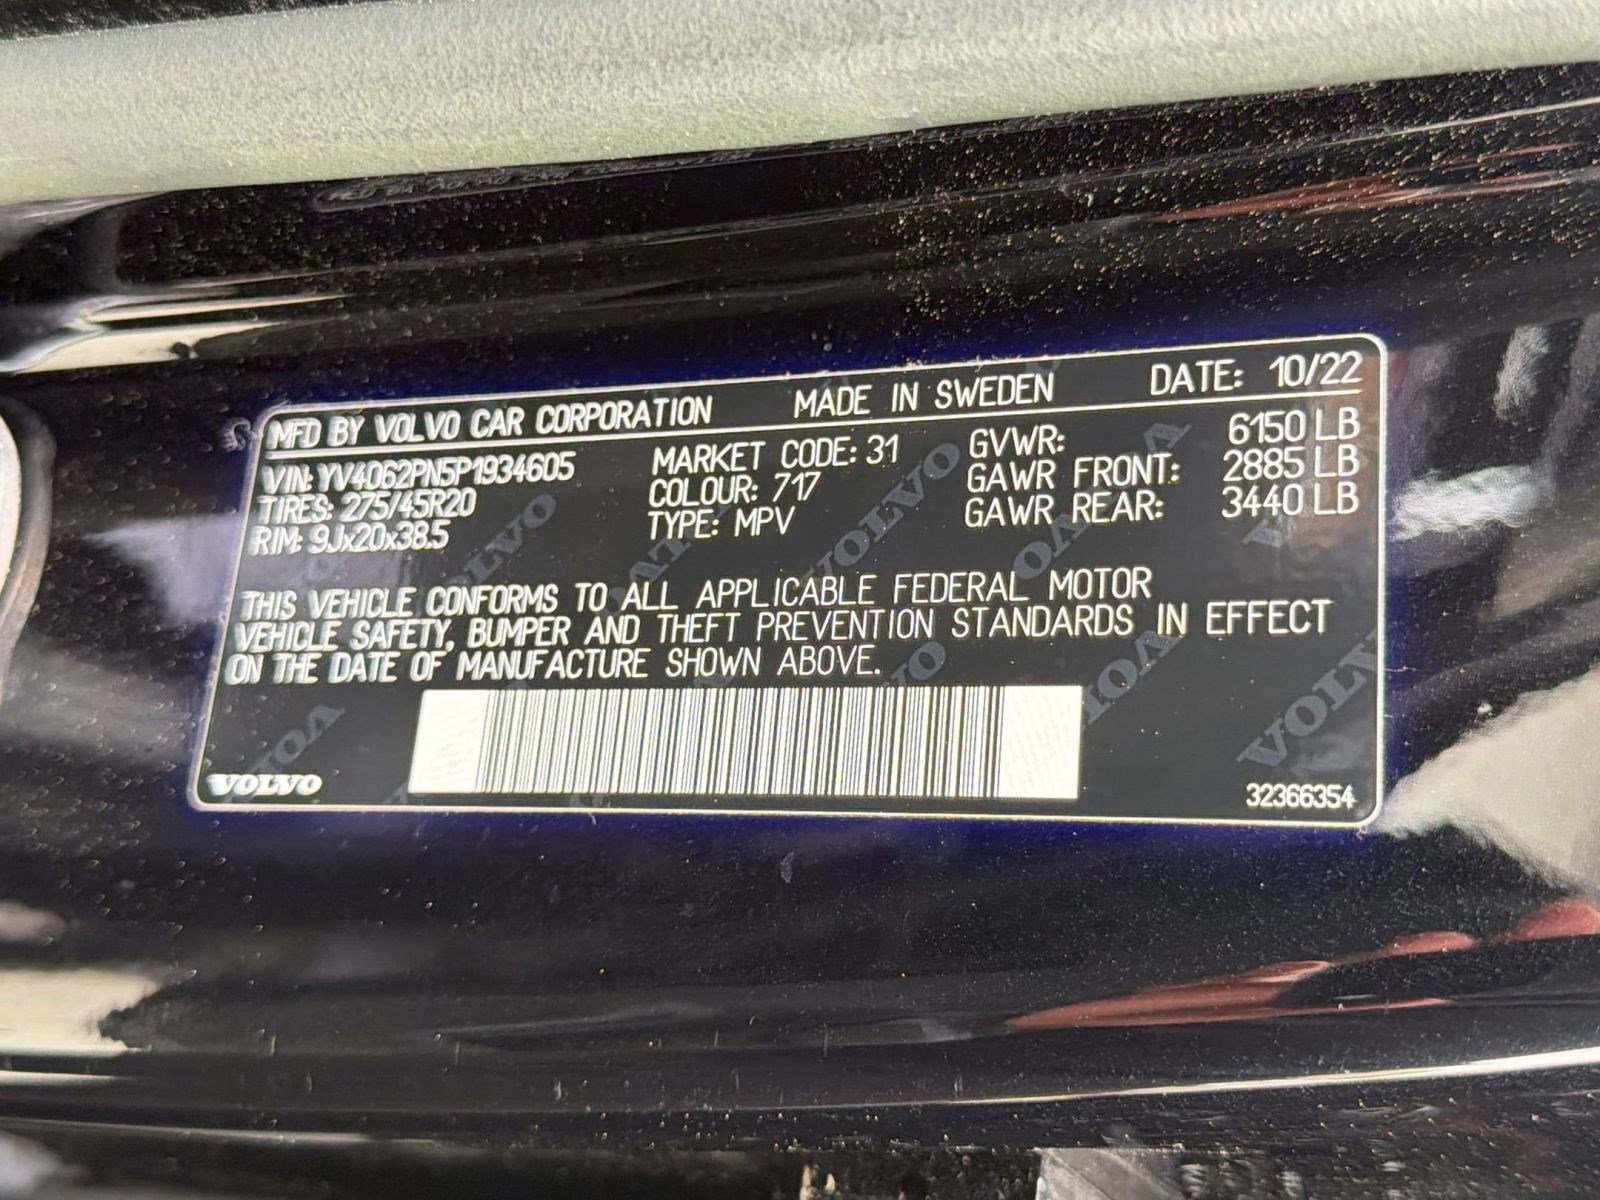 MFD BY VOLVO CAR CORPORATION MADE IN SWEDEN DATE: 10/22
VIN: YV4062PN5P1934605 MARKET CODE: 31 GVWR: 6150 LB
TIRES: 275/45R20 COLOUR: 717 GAWR FRONT: 2885 LB
RIM: 9Jx20x38.5 TYPE: MPV GAWR REAR: 3440 LB
THIS VEHICLE CONFORMS TO ALL APPLICABLE FEDERAL MOTOR
VEHICLE SAFETY, BUMPER AND THEFT PREVENTION STANDARDS IN EFFECT
ON THE DATE OF MANUFACTURE SHOWN ABOVE.
VOLVO 32366354